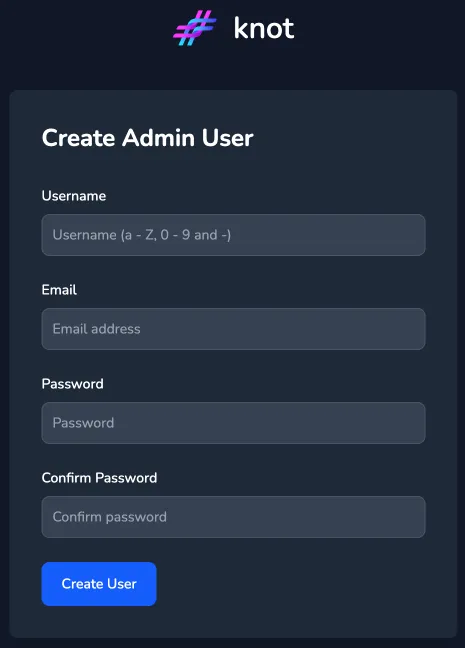 knot
Create Admin User
Username
Username (a - Z, 0 - 9 and -)
Email
Email address
Password
Password
Confirm Password
Confirm password
Create User